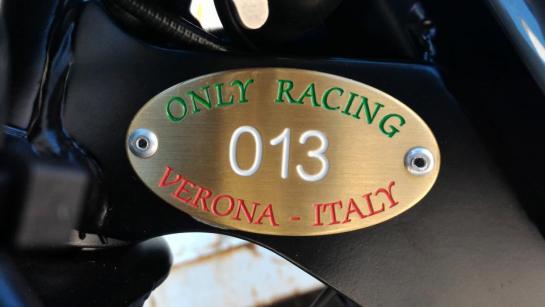 ONLY RACING
013
VERONA - ITALY